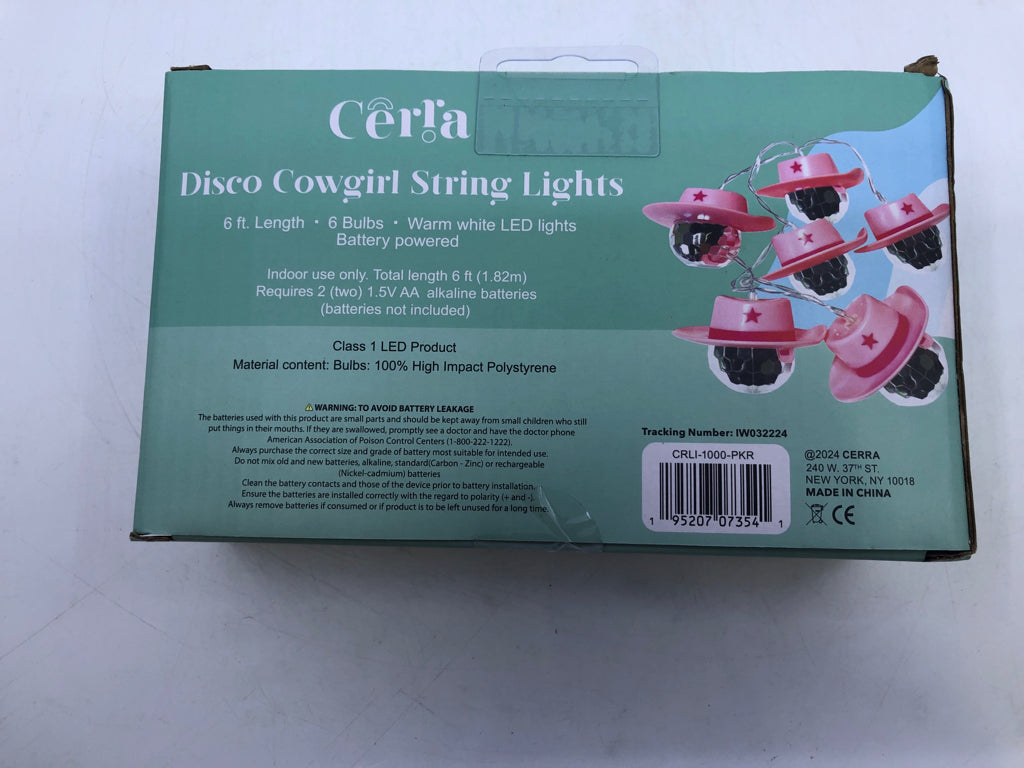 Cerra
Disco Cowgirl String Lights
6 ft. Length • 6 Bulbs • Warm white LED lights
Battery powered
Indoor use only. Total length 6 ft (1.82m)
Requires 2 (two) 1.5V AA alkaline batteries
(batteries not included)
Class 1 LED Product
Material content: Bulbs: 100% High Impact Polystyrene
⚠ WARNING: TO AVOID BATTERY LEAKAGE
The batteries used with this product are small parts and should be kept away from small children who still
put things in their mouths. If they are swallowed, promptly see a doctor and have the doctor phone
American Association of Poison Control Centers (1-800-222-1222).
Always purchase the correct size and grade of battery most suitable for intended use.
Do not mix old and new batteries, alkaline, standard(Carbon - Zinc) or rechargeable
(Nickel-cadmium) batteries
Clean the battery contacts and those of the device prior to battery installation.
Ensure the batteries are installed correctly with the regard to polarity (+ and -).
Always remove batteries if consumed or if product is to be left unused for a long time.
Tracking Number: IW032224
CRLI-1000-PKR
1 95207 07354 1
@2024 CERRA
240 W. 37TH ST.
NEW YORK, NY 10018
MADE IN CHINA
CE